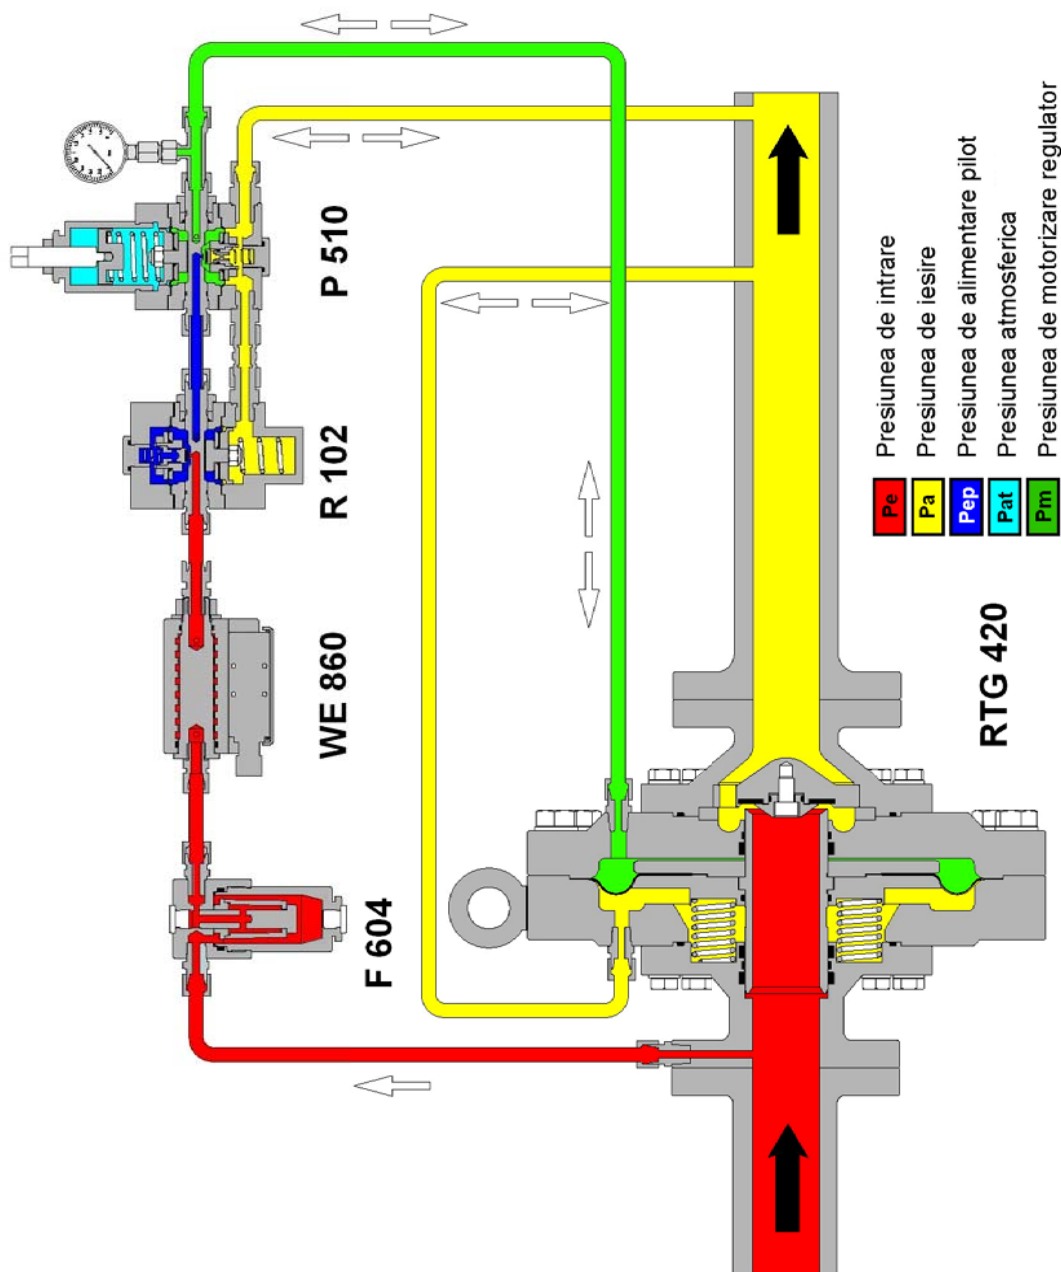 P 510
R 102
WE 860
F 604
RTG 420
Pe Presiunea de intrare
Pa Presiunea de iesire
Pep Presiunea de alimentare pilot
Pat Presiunea atmosferica
Pm Presiunea de motorizare regulator